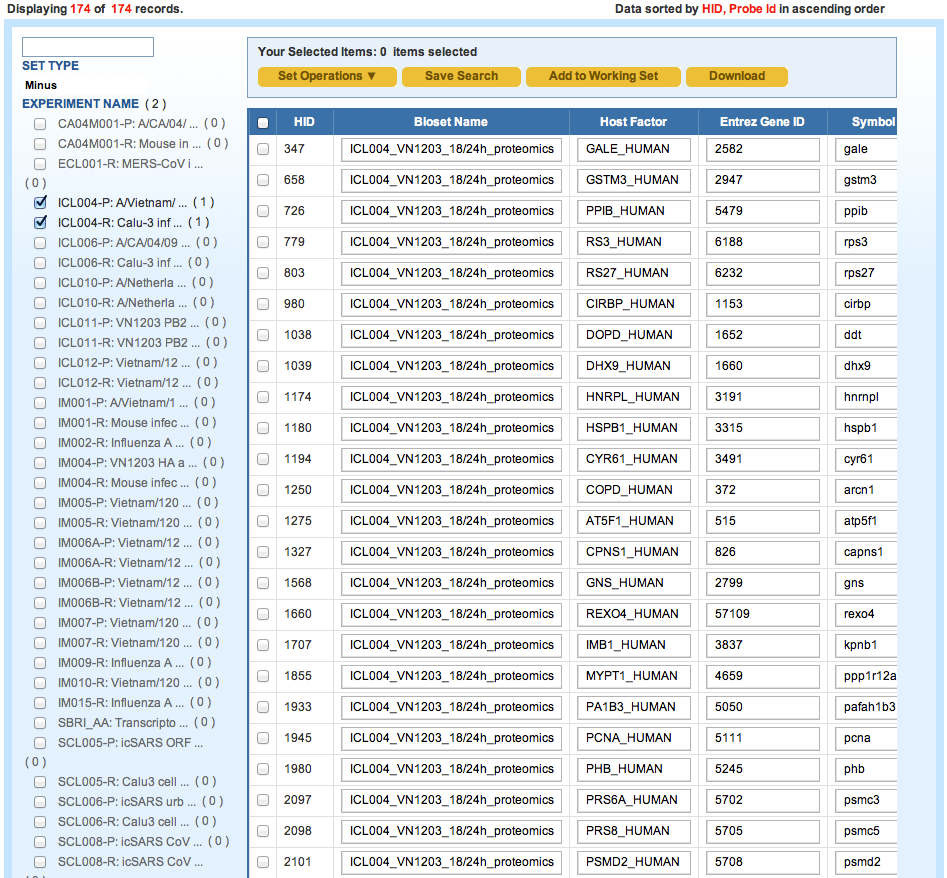 Displaying 174 of 174 records.
Data sorted by HID, Probe Id in ascending order
SET TYPE
Minus
EXPERIMENT NAME ( 2 )
CA04M001-P: A/CA/04/ ... ( 0 )
CA04M001-R: Mouse in ... ( 0 )
ECL001-R: MERS-CoV i ...
( 0 )
ICL004-P: A/Vietnam/ ... ( 1 )
ICL004-R: Calu-3 inf ... ( 1 )
ICL006-P: A/CA/04/09 ... ( 0 )
ICL006-R: Calu-3 inf ... ( 0 )
ICL010-P: A/Netherla ... ( 0 )
ICL010-R: A/Netherla ... ( 0 )
ICL011-P: VN1203 PB2 ... ( 0 )
ICL011-R: VN1203 PB2 ... ( 0 )
ICL012-P: Vietnam/12 ... ( 0 )
ICL012-R: Vietnam/12 ... ( 0 )
IM001-P: A/Vietnam/1 ... ( 0 )
IM001-R: Mouse infec ... ( 0 )
IM002-R: Influenza A ... ( 0 )
IM004-P: VN1203 HA a ... ( 0 )
IM004-R: Mouse infec ... ( 0 )
IM005-P: Vietnam/120 ... ( 0 )
IM005-R: Vietnam/120 ... ( 0 )
IM006A-P: Vietnam/12 ... ( 0 )
IM006A-R: Vietnam/12 ... ( 0 )
IM006B-P: Vietnam/12 ... ( 0 )
IM006B-R: Vietnam/12 ... ( 0 )
IM007-P: Vietnam/120 ... ( 0 )
IM007-R: Vietnam/120 ... ( 0 )
IM009-R: Influenza A ... ( 0 )
IM010-R: Vietnam/120 ... ( 0 )
IM015-R: Influenza A ... ( 0 )
SBRI_AA: Transcripto ... ( 0 )
SCL005-P: icSARS ORF ...
( 0 )
SCL005-R: Calu3 cell ... ( 0 )
SCL006-P: icSARS urb ... ( 0 )
SCL006-R: Calu3 cell ... ( 0 )
SCL008-P: icSARS CoV ... ( 0 )
SCL008-R: icSARS CoV ...
Your Selected Items: 0 items selected
Set Operations ▼ Save Search Add to Working Set Download
HID Bioset Name Host Factor Entrez Gene ID Symbol
347 ICL004_VN1203_18/24h_proteomics GALE_HUMAN 2582 gale
658 ICL004_VN1203_18/24h_proteomics GSTM3_HUMAN 2947 gstm3
726 ICL004_VN1203_18/24h_proteomics PPIB_HUMAN 5479 ppib
779 ICL004_VN1203_18/24h_proteomics RS3_HUMAN 6188 rps3
803 ICL004_VN1203_18/24h_proteomics RS27_HUMAN 6232 rps27
980 ICL004_VN1203_18/24h_proteomics CIRBP_HUMAN 1153 cirbp
1038 ICL004_VN1203_18/24h_proteomics DOPD_HUMAN 1652 ddt
1039 ICL004_VN1203_18/24h_proteomics DHX9_HUMAN 1660 dhx9
1174 ICL004_VN1203_18/24h_proteomics HNRPL_HUMAN 3191 hnrnpl
1180 ICL004_VN1203_18/24h_proteomics HSPB1_HUMAN 3315 hspb1
1194 ICL004_VN1203_18/24h_proteomics CYR61_HUMAN 3491 cyr61
1250 ICL004_VN1203_18/24h_proteomics COPD_HUMAN 372 arcn1
1275 ICL004_VN1203_18/24h_proteomics AT5F1_HUMAN 515 atp5f1
1327 ICL004_VN1203_18/24h_proteomics CPNS1_HUMAN 826 capns1
1568 ICL004_VN1203_18/24h_proteomics GNS_HUMAN 2799 gns
1660 ICL004_VN1203_18/24h_proteomics REXO4_HUMAN 57109 rexo4
1707 ICL004_VN1203_18/24h_proteomics IMB1_HUMAN 3837 kpnb1
1855 ICL004_VN1203_18/24h_proteomics MYPT1_HUMAN 4659 ppp1r12a
1933 ICL004_VN1203_18/24h_proteomics PA1B3_HUMAN 5050 pafah1b3
1945 ICL004_VN1203_18/24h_proteomics PCNA_HUMAN 5111 pcna
1980 ICL004_VN1203_18/24h_proteomics PHB_HUMAN 5245 phb
2097 ICL004_VN1203_18/24h_proteomics PRS6A_HUMAN 5702 psmc3
2098 ICL004_VN1203_18/24h_proteomics PRS8_HUMAN 5705 psmc5
2101 ICL004_VN1203_18/24h_proteomics PSMD2_HUMAN 5708 psmd2